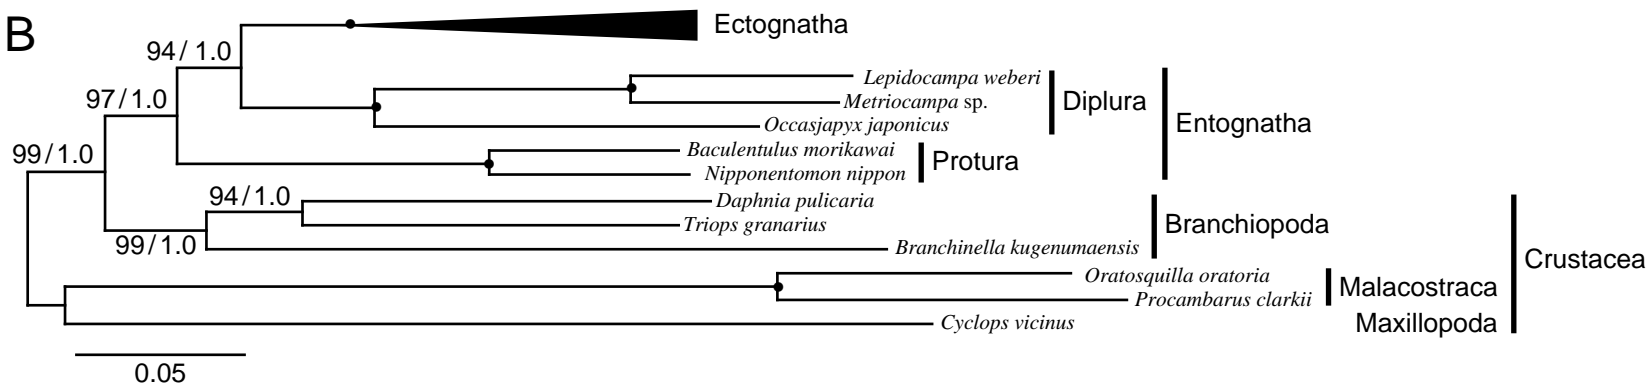 B
Ectognatha
94/1.0
Lepidocampa weberi
97/1.0
Metriocampa sp.
Diplura
Occasjapyx japonicus
Entognatha
99/1.0
Baculentulus morikawai
Protura
Nipponentomon nippon
94/1.0
Daphnia pulicaria
Triops granarius
Branchiopoda
99/1.0
Branchinella kugenumaensis
Crustacea
Oratosquilla oratoria
Malacostraca
Procambarus clarkii
Cyclops vicinus
Maxillopoda
0.05